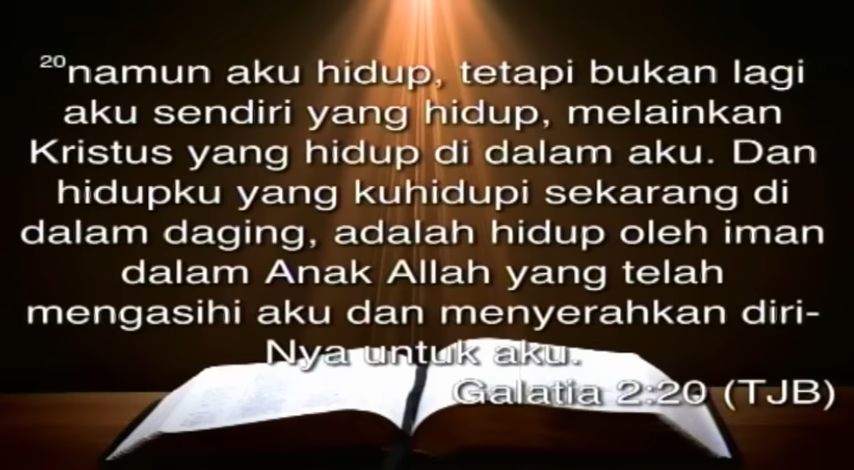 20namun aku hidup, tetapi bukan lagi
aku sendiri yang hidup, melainkan
Kristus yang hidup di dalam aku. Dan
hidupku yang kuhidupi sekarang di
dalam daging, adalah hidup oleh iman
dalam Anak Allah yang telah
mengasihi aku dan menyerahkan diri-
Nya untuk aku.
Galatia 2:20 (TJB)